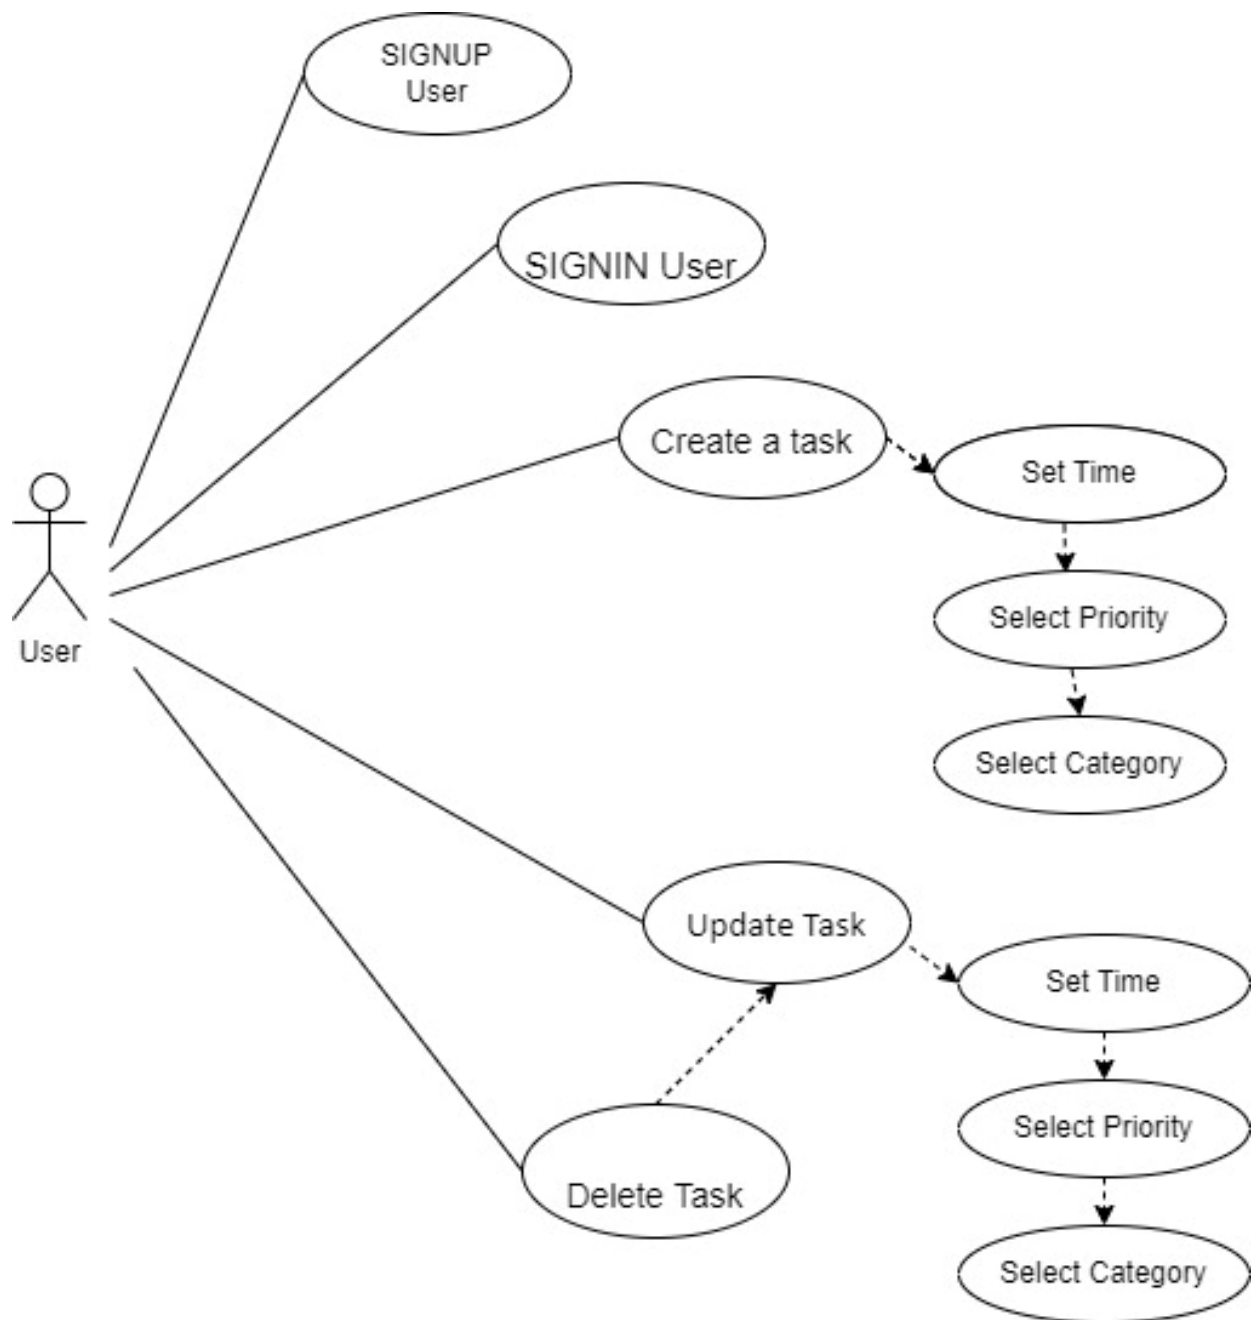 SIGNUP
User
SIGNIN User
Create a task
Set Time
Select Priority
User
Select Category
Update Task
Set Time
Select Priority
Delete Task
Select Category